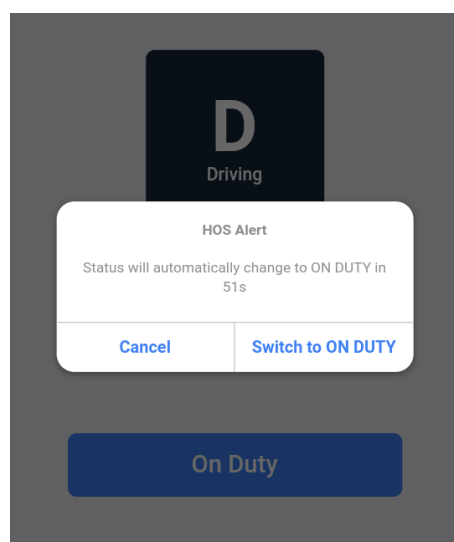 D
Driving
HOS Alert
Status will automatically change to ON DUTY in
51s
Cancel
Switch to ON DUTY
On Duty